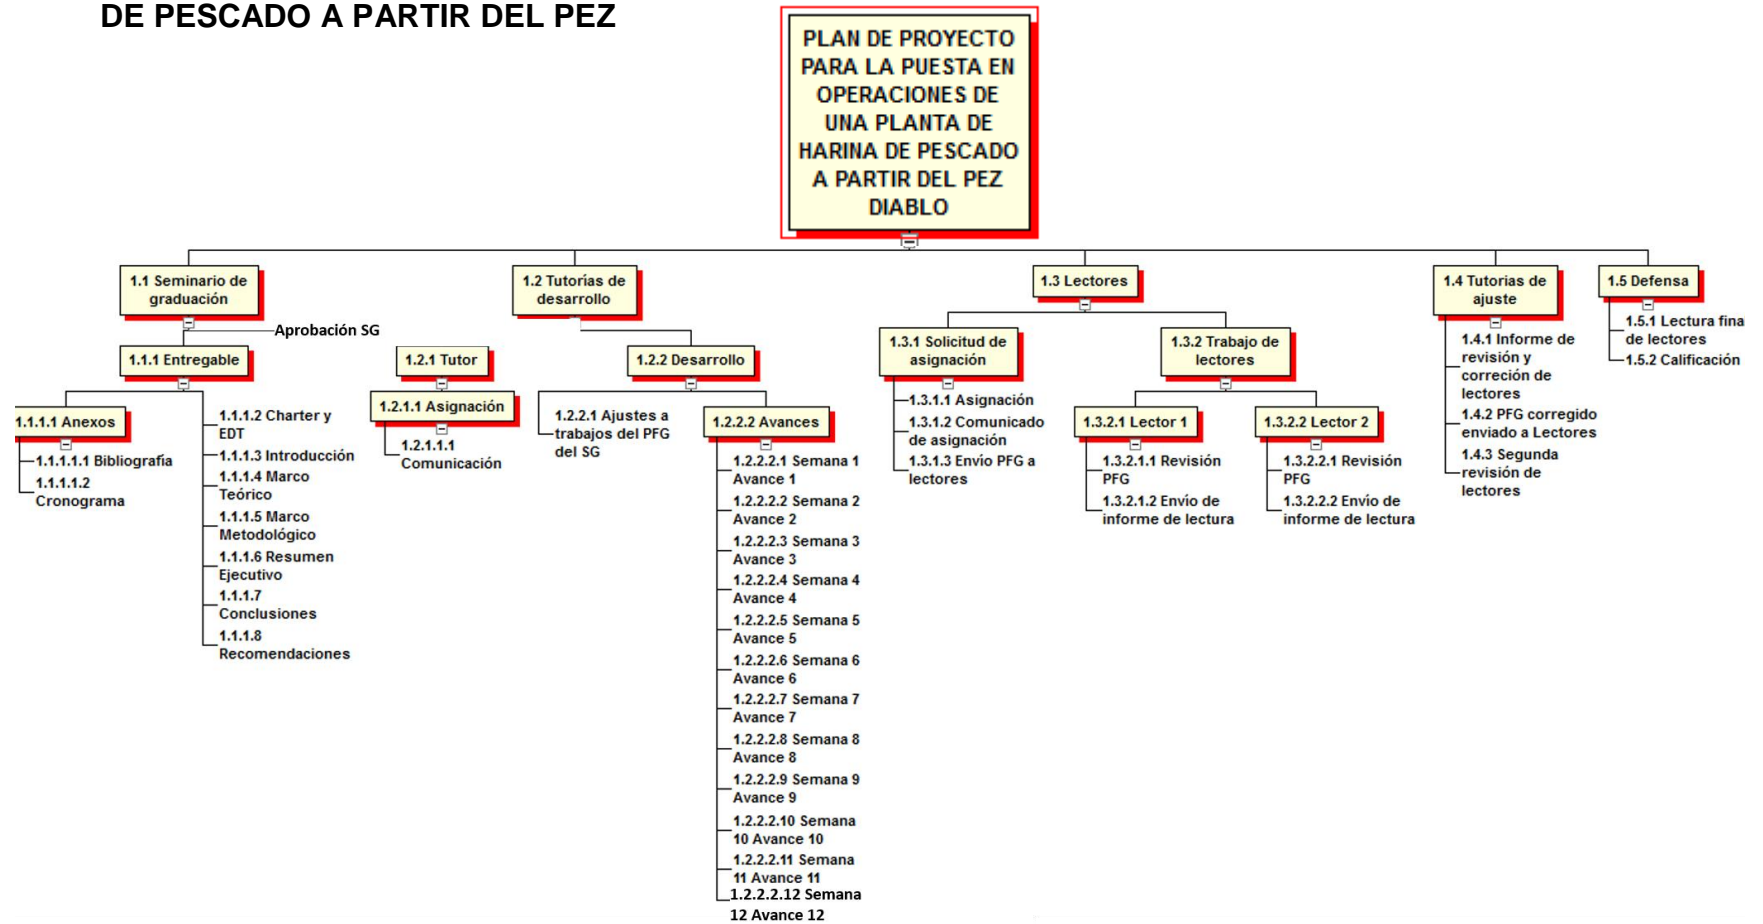 DE PESCADO A PARTIR DEL PEZ
PLAN DE PROYECTO
PARA LA PUESTA EN
OPERACIONES DE
UNA PLANTA DE
HARINA DE PESCADO
A PARTIR DEL PEZ
DIABLO
1.1 Seminario de
graduación
Aprobación SG
1.1.1 Entregable
1.1.1.1 Anexos
1.1.1.1.1 Bibliografía
1.1.1.1.2
Cronograma
1.1.1.2 Charter y
EDT
1.1.1.3 Introducción
1.1.1.4 Marco
Teórico
1.1.1.5 Marco
Metodológico
1.1.1.6 Resumen
Ejecutivo
1.1.1.7
Conclusiones
1.1.1.8
Recomendaciones
1.2 Tutorías de
desarrollo
1.2.1 Tutor
1.2.1.1 Asignación
1.2.1.1.1
Comunicación
1.2.2 Desarrollo
1.2.2.1 Ajustes a
trabajos del PFG
del SG
1.2.2.2 Avances
1.2.2.2.1 Semana 1
Avance 1
1.2.2.2.2 Semana 2
Avance 2
1.2.2.2.3 Semana 3
Avance 3
1.2.2.2.4 Semana 4
Avance 4
1.2.2.2.5 Semana 5
Avance 5
1.2.2.2.6 Semana 6
Avance 6
1.2.2.2.7 Semana 7
Avance 7
1.2.2.2.8 Semana 8
Avance 8
1.2.2.2.9 Semana 9
Avance 9
1.2.2.2.10 Semana
10 Avance 10
1.2.2.2.11 Semana
11 Avance 11
1.2.2.2.12 Semana
12 Avance 12
1.3 Lectores
1.3.1 Solicitud de
asignación
1.3.1.1 Asignación
1.3.1.2 Comunicado
de asignación
1.3.1.3 Envío PFG a
lectores
1.3.2 Trabajo de
lectores
1.3.2.1 Lector 1
1.3.2.1.1 Revisión
PFG
1.3.2.1.2 Envío de
informe de lectura
1.3.2.2 Lector 2
1.3.2.2.1 Revisión
PFG
1.3.2.2.2 Envío de
informe de lectura
1.4 Tutorias de
ajuste
1.4.1 Informe de
revisión y
correción de
lectores
1.4.2 PFG corregido
enviado a Lectores
1.4.3 Segunda
revisión de
lectores
1.5 Defensa
1.5.1 Lectura fina
de lectores
1.5.2 Calificación